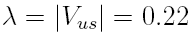 λ = |V_{us}| = 0.22